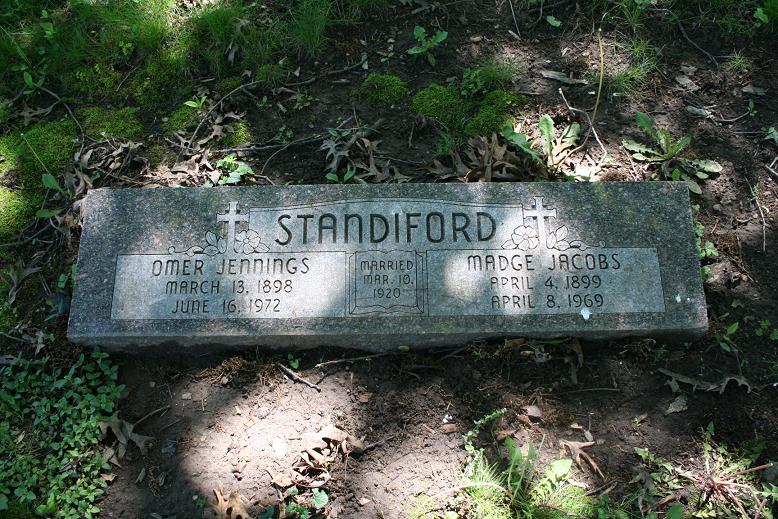 STANDIFORD
OMER JENNINGS
MARCH 13, 1898
JUNE 16, 1972
MARRIED
MAR. 10,
1920
MADGE JACOBS
APRIL 4, 1899
APRIL 8, 1969